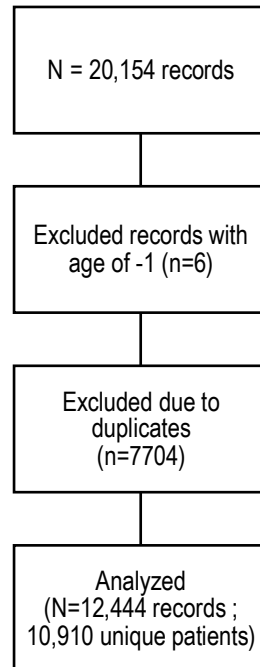 N = 20,154 records
Excluded records with
age of -1 (n=6)
Excluded due to
duplicates
(n=7704)
Analyzed
(N=12,444 records ;
10,910 unique patients)